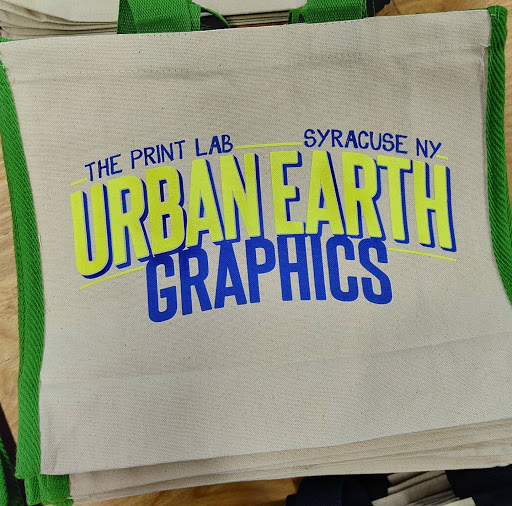 THE PRINT LAB SYRACUSE NY
URBAN EARTH
GRAPHICS